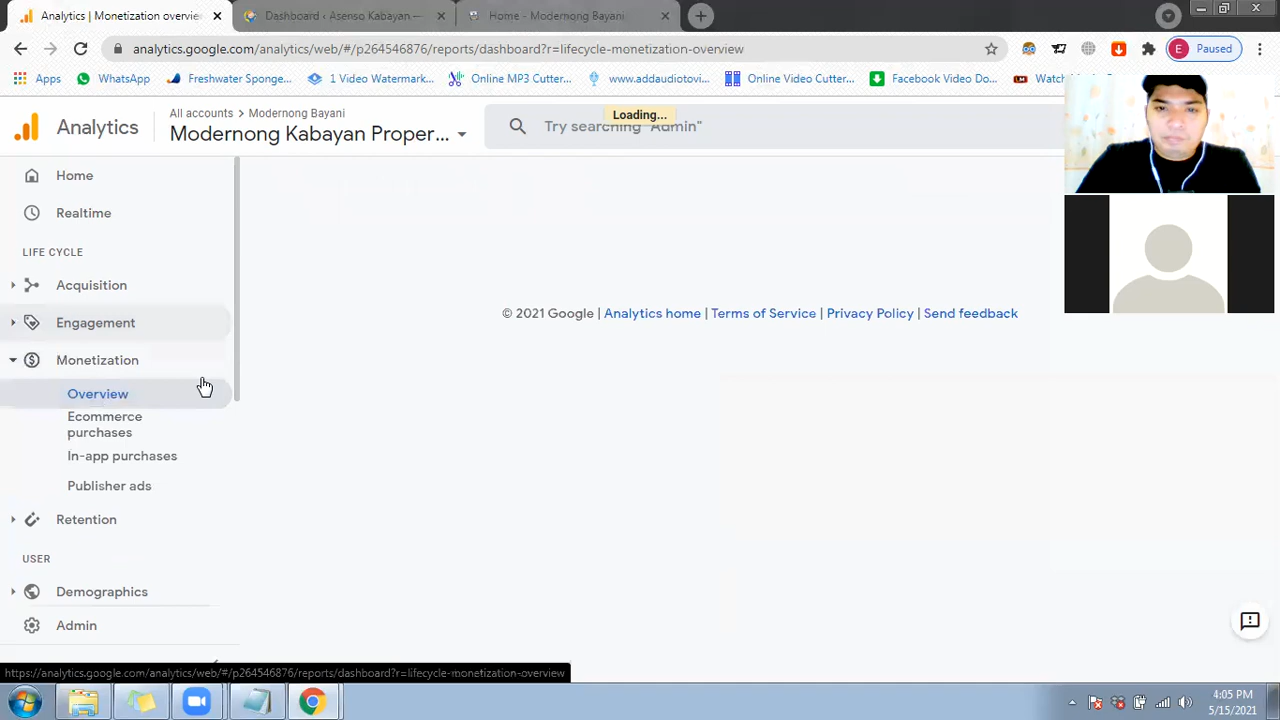 Analytics | Monetization overvie
Dashboard ‹ Asenso Kabayan —
Home - Modernong Bayani
analytics.google.com/analytics/web/#/p264546876/reports/dashboard?r=lifecycle-monetization-overview
E Paused
Apps
WhatsApp
Freshwater Sponge...
1 Video Watermark...
Online MP3 Cutter...
www.addaudiotovi...
Online Video Cutter...
Facebook Video Do...
Analytics
All accounts > Modernong Bayani
Modernong Kabayan Proper...
Try searching "Admin"
Loading...
Home
Realtime
LIFE CYCLE
Acquisition
Engagement
Monetization
Overview
Ecommerce
purchases
In-app purchases
Publisher ads
Retention
USER
Demographics
Admin
© 2021 Google | Analytics home | Terms of Service | Privacy Policy | Send feedback
https://analytics.google.com/analytics/web/#/p264546876/reports/dashboard?r=lifecycle-monetization-overview
4:05 PM
5/15/2021